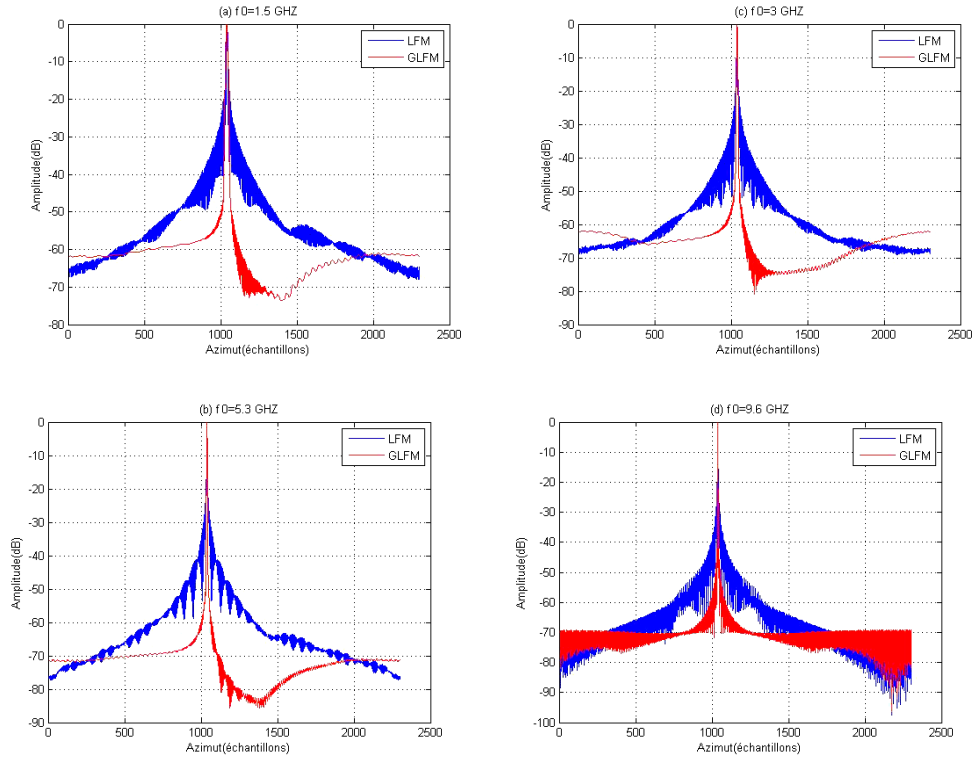 (a) f0=1.5 GHZ
0
-10
-20
-30
-40
-50
-60
-70
-80
0 500 1000 1500 2000 2500
Amplitude(dB)
Azimut(échantillons)
LFM
GLFM
(c) f0=3 GHZ
0
-10
-20
-30
-40
-50
-60
-70
-80
-90
0 500 1000 1500 2000 2500
Amplitude(dB)
Azimut(échantillons)
LFM
GLFM
(b) f0=5.3 GHZ
0
-10
-20
-30
-40
-50
-60
-70
-80
-90
0 500 1000 1500 2000 2500
Amplitude(dB)
Azimut(échantillons)
LFM
GLFM
(d) f0=9.6 GHZ
0
-10
-20
-30
-40
-50
-60
-70
-80
-90
-100
0 500 1000 1500 2000 2500
Amplitude(dB)
Azimut(échantillons)
LFM
GLFM